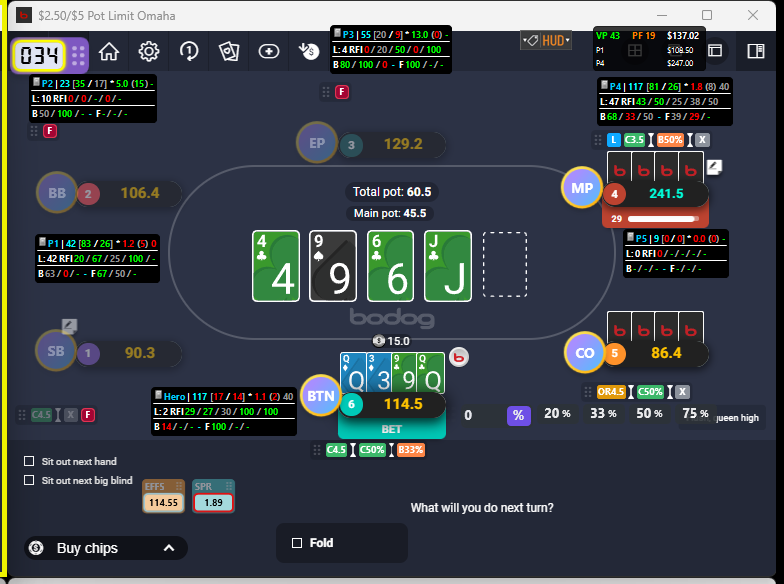 $2.50/$5 Pot Limit Omaha
034
1
P3 | 55 [20 / 9] * 13.0 (0) -
L: 4 RFI 0/ 20/ 50/ 0 / 100
B 80 / 100 / 0 - F 100/ -/ -
HUD
VP 43 PF 19 $137.02
P1 $108.50
P4 $247.00
P2 | 23 [35 / 17] * 5.0 (15) -
L: 10 RFI 0/ 0/ -/ 0/ -
B 50/ 100/ - - F -/ -/ -
F
F
P4 | 117 [81 / 26] * 1.8 (8) 40
L: 47 RFI 43/ 50/ 25 / 38 / 50
B 68/ 33/ 50 - F 39/ 29/ -
L C3.5 B50% X
EP 3 129.2
BB 2 106.4
Total pot: 60.5
Main pot: 45.5
MP 4 241.5
29
P1 | 42 [83 / 26] * 1.2 (5) 0
L: 42 RFI 20/ 67/ 25 / 100/ -
B 63/ 0/ - - F 67/ 50/ -
P5 | 9 [0 / 0] * 0.0 (0) -
L: 0 RFI 0/ -/ -/ -/ -
B -/ -/ - F -/ -/ -
4 4
9 9
6 6
J J
bodog
15.0
SB 1 90.3
CO 5 86.4
Q Q
3 3
9 9
Q Q
BTN 6 114.5
BET
Hero | 117 [17 / 14] * 1.1 (2) 40
L: 2 RFI 29/ 27/ 30/ 100/ 100
B 14/ -/ - - F 100/ -/ -
OR4.5 C50% X
C4.5 X F
0 % 20 % 33 % 50 % 75 % queen high
C4.5 C50% B33%
Sit out next hand
Sit out next big blind
EFFS
114.55
SPR
1.89
What will you do next turn?
Buy chips
Fold